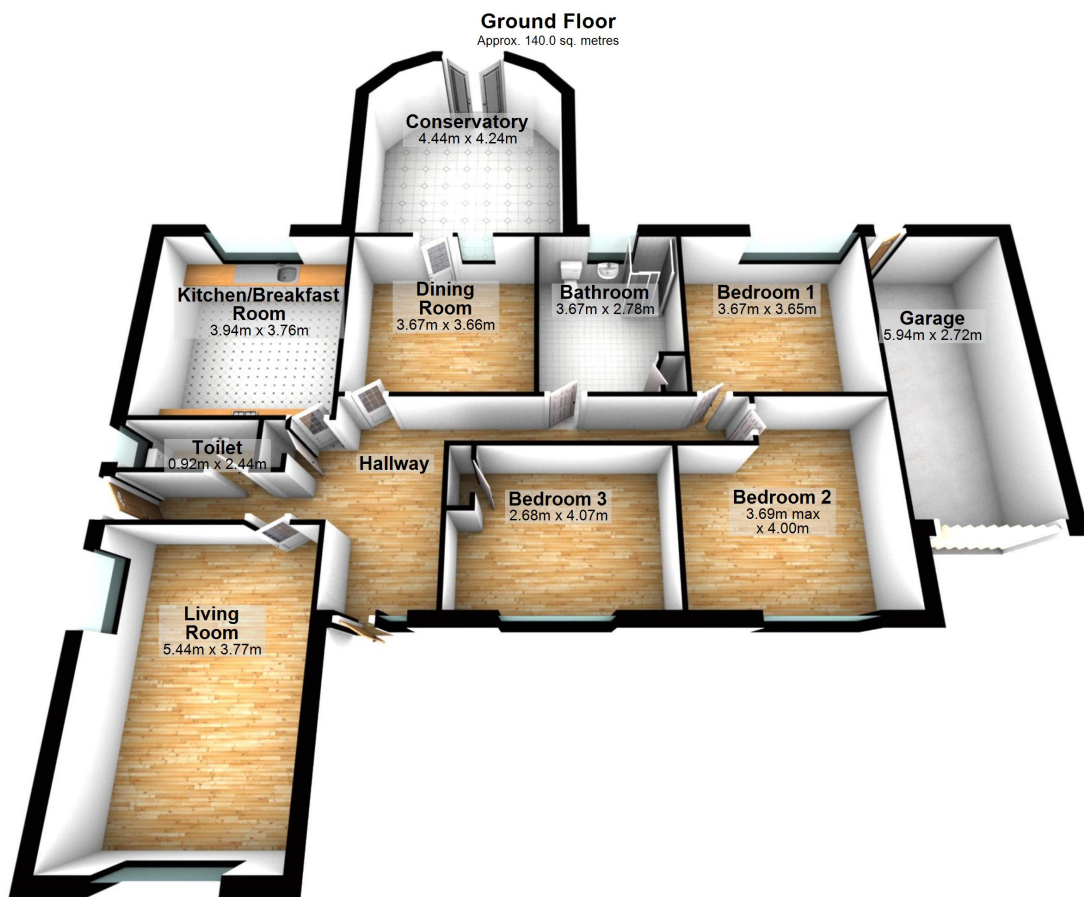 Ground Floor
Approx. 140.0 sq. metres
Conservatory
4.44m x 4.24m
Kitchen/Breakfast
Room
3.94m x 3.76m
Dining
Room
3.67m x 3.66m
Bathroom
3.67m x 2.78m
Bedroom 1
3.67m x 3.65m
Garage
5.94m x 2.72m
Toilet
0.92m x 2.44m
Hallway
Bedroom 3
2.68m x 4.07m
Bedroom 2
3.69m max
x 4.00m
Living
Room
5.44m x 3.77m